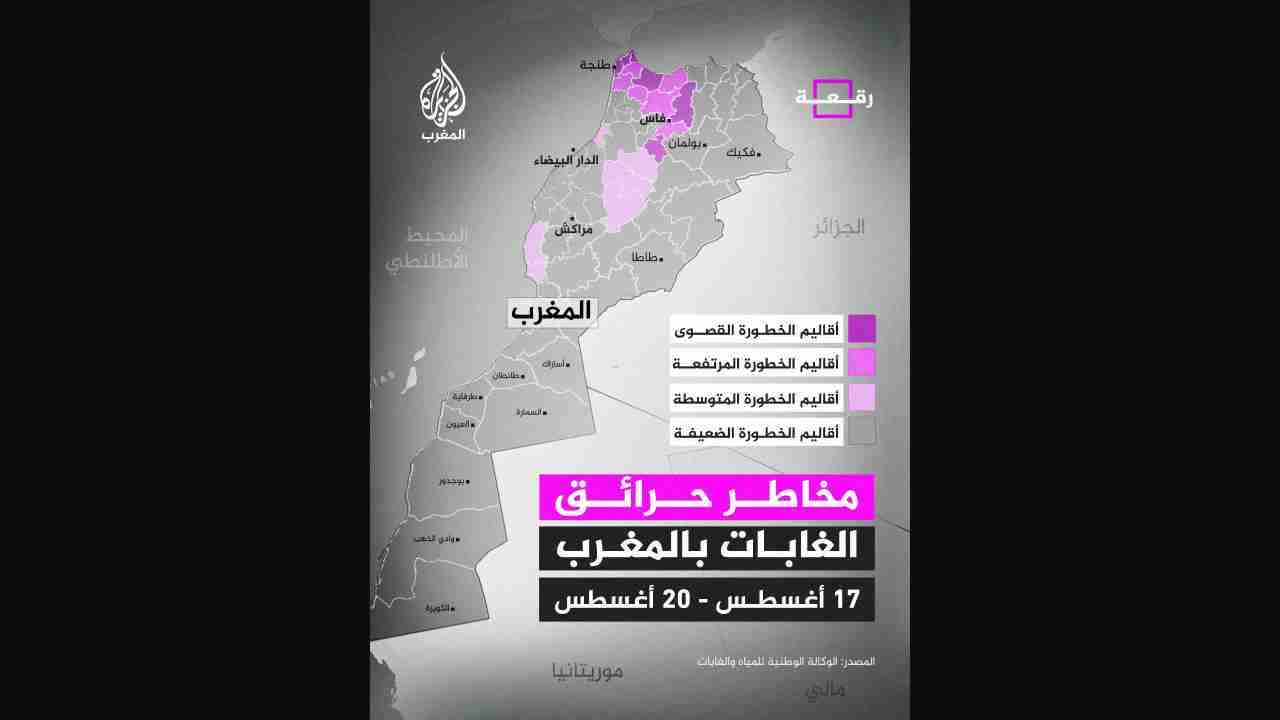 الجزيرة
المغرب
رقعة
طنجة
فاس
بولمان
فكيك
الدار البيضاء
مراكش
طاطا
المحيط
الأطلنطي
الجزائر
المغرب
أساراك
طانطان
طرفاية
السمارة
العيون
بوجدور
وادي الذهب
الكويرة
أقاليم الخطورة القصوى
أقاليم الخطورة المرتفعة
أقاليم الخطورة المتوسطة
أقاليم الخطورة الضعيفة
مخاطر حرائق
الغابات بالمغرب
17 أغسطس - 20 أغسطس
المصدر: الوكالة الوطنية للمياه والغابات
موريتانيا
مالي